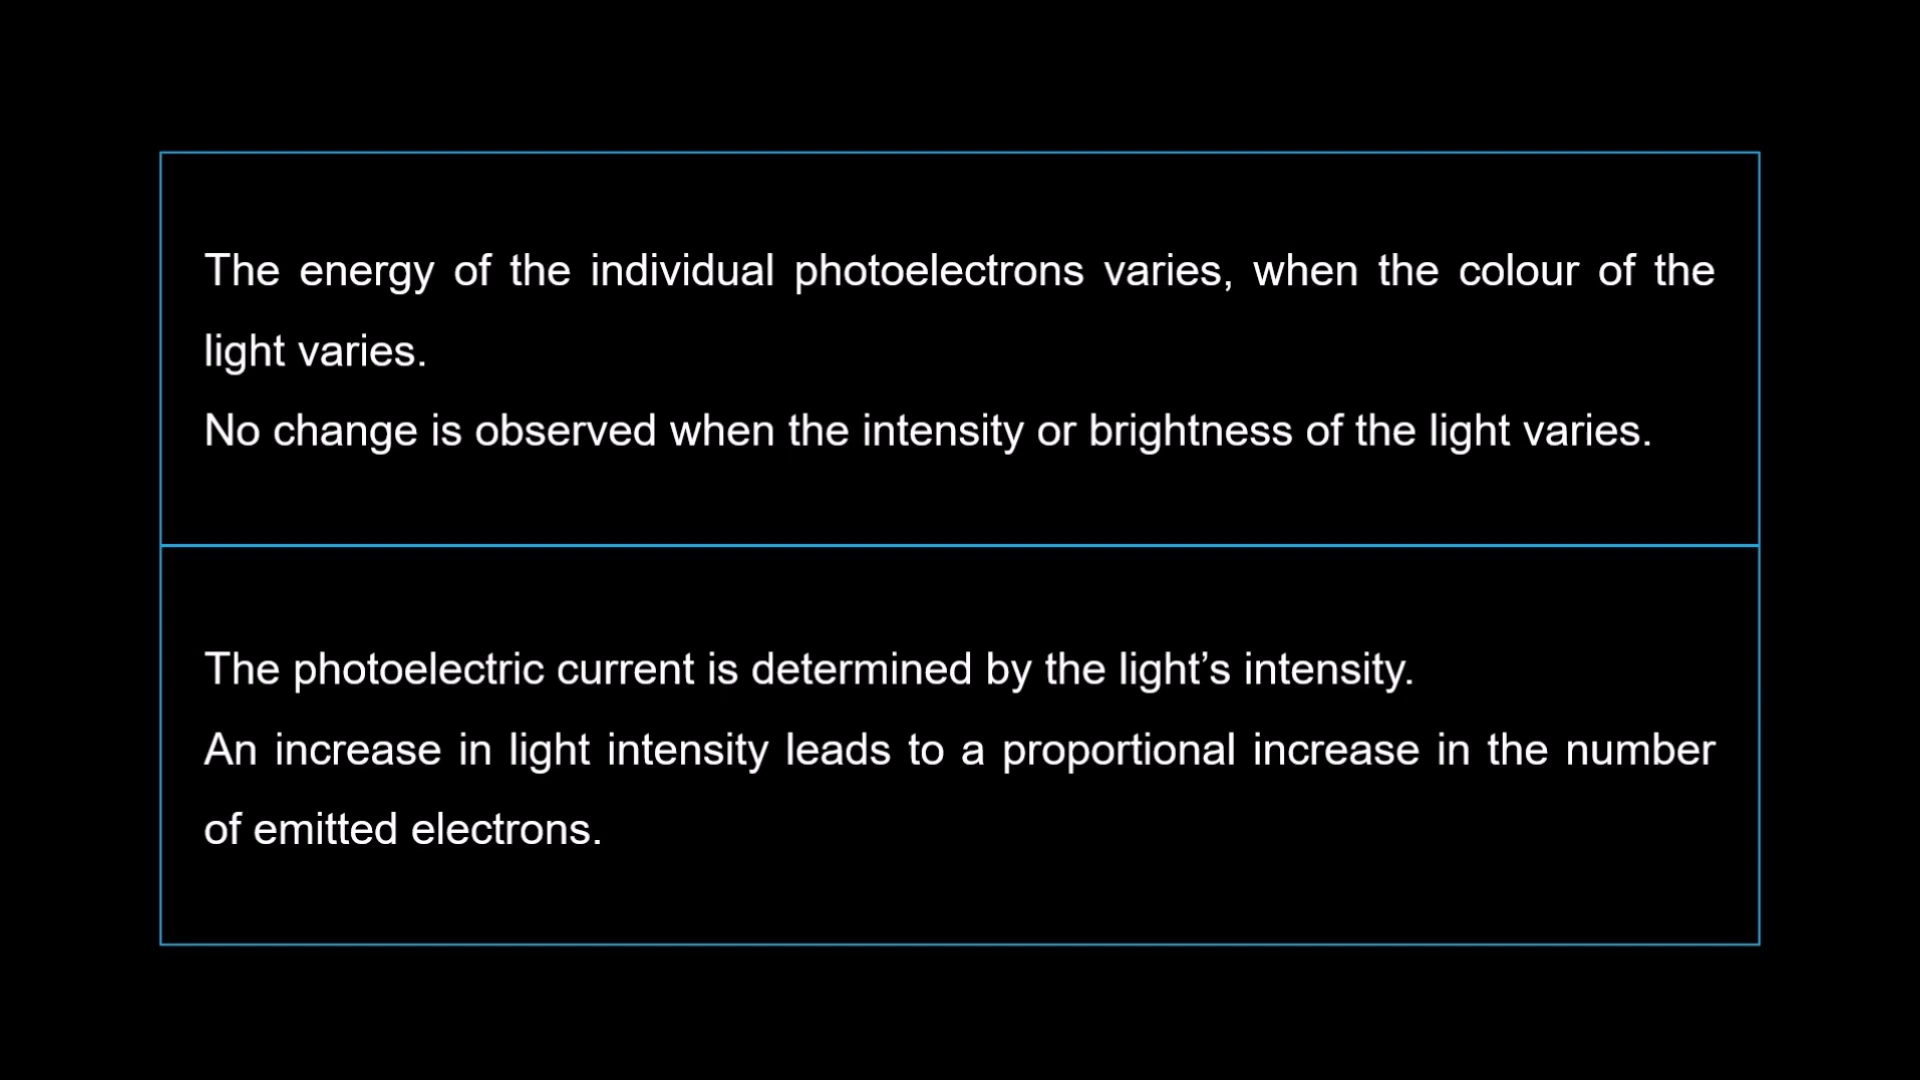 The energy of the individual photoelectrons varies, when the colour of the
light varies.
No change is observed when the intensity or brightness of the light varies.
The photoelectric current is determined by the light’s intensity.
An increase in light intensity leads to a proportional increase in the number
of emitted electrons.